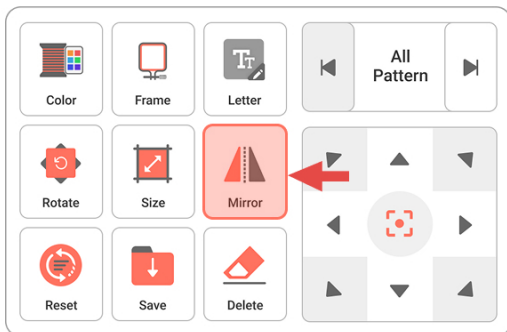 Color
Frame
Letter
All
Pattern
Rotate
Size
Mirror
Reset
Save
Delete